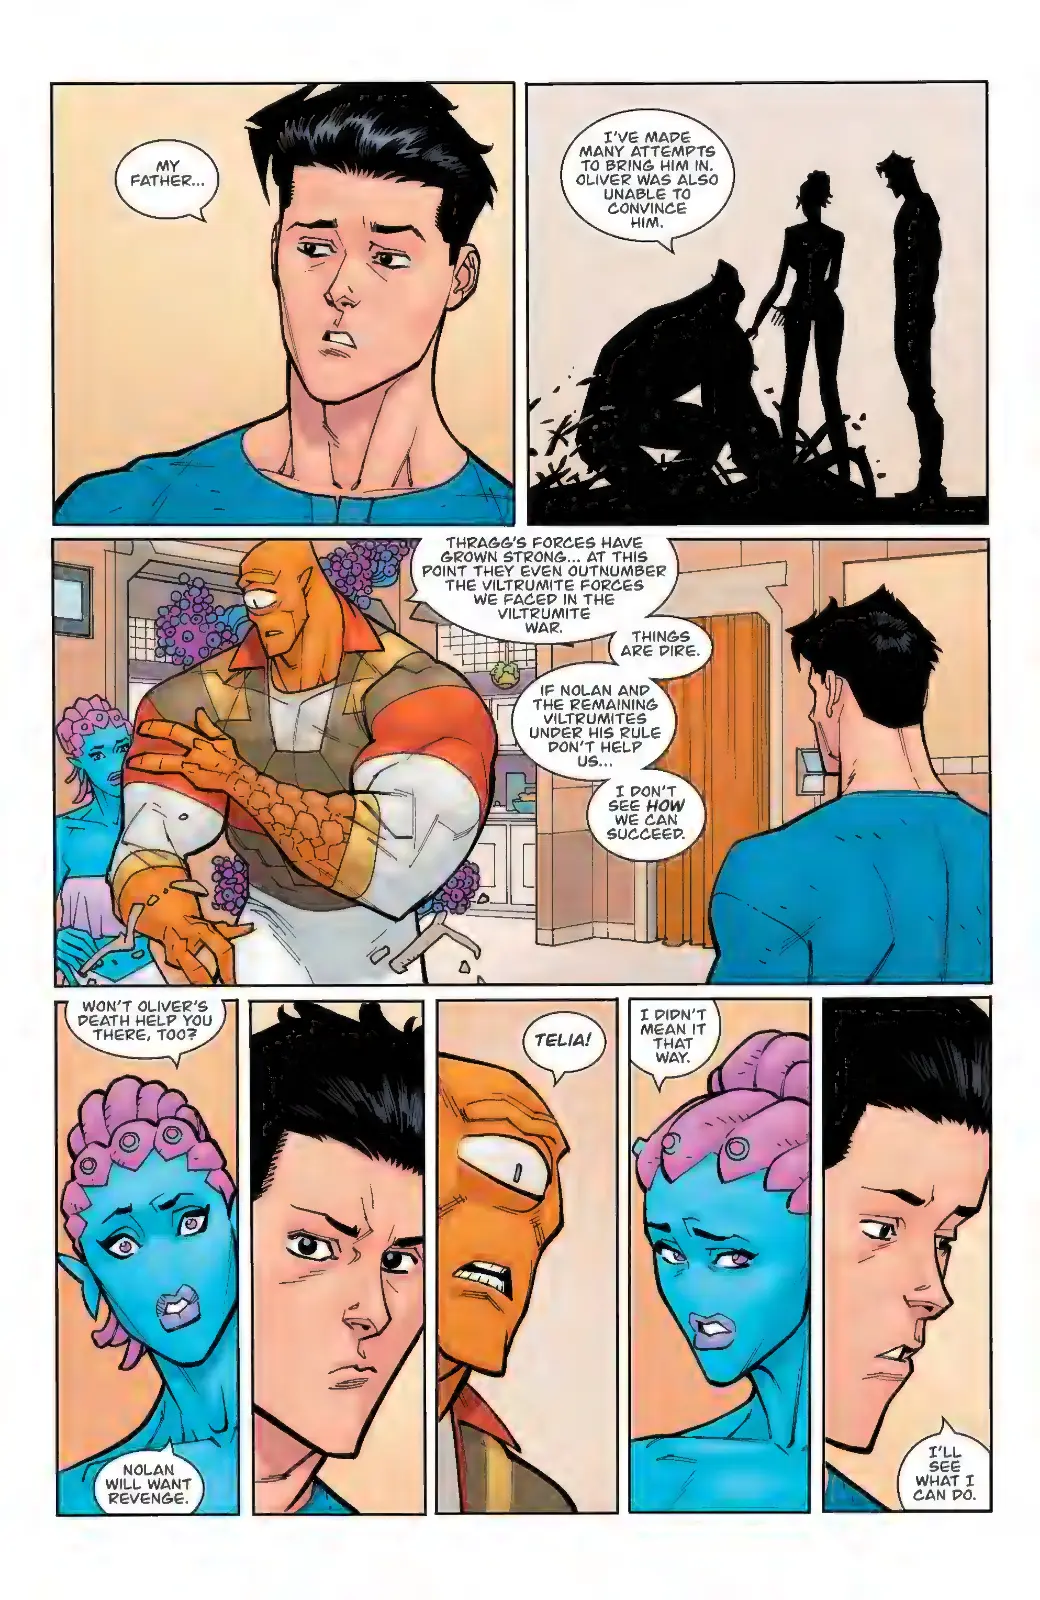 MY
FATHER...
I'VE MADE
MANY ATTEMPTS
TO BRING HIM IN.
OLIVER WAS ALSO
UNABLE TO
CONVINCE
HIM.
THRAGG'S FORCES HAVE
GROWN STRONG... AT THIS
POINT THEY EVEN OUTNUMBER
THE VILTRUMITE FORCES
WE FACED IN THE
VILTRUMITE
WAR.
THINGS
ARE DIRE.
IF NOLAN AND
THE REMAINING
VILTRUMITES
UNDER HIS RULE
DON'T HELP
US...
I DON'T
SEE HOW
WE CAN
SUCCEED.
WON'T OLIVER'S
DEATH HELP YOU
THERE, TOO?
NOLAN
WILL WANT
REVENGE.
TELIA!
I DIDN'T
MEAN IT
THAT
WAY.
I'LL
SEE
WHAT I
CAN DO.